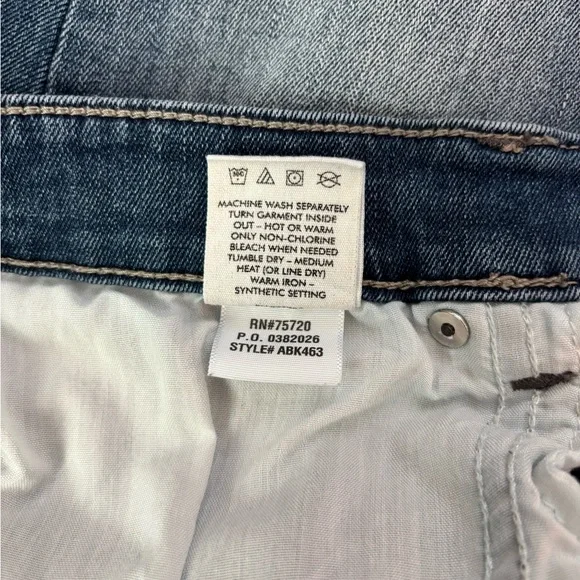 MACHINE WASH SEPARATELY
TURN GARMENT INSIDE
OUT – HOT OR WARM
ONLY NON-CHLORINE
BLEACH WHEN NEEDED
TUMBLE DRY – MEDIUM
HEAT (OR LINE DRY)
WARM IRON –
SYNTHETIC SETTING
RN#75720
P.O. 0382026
STYLE# ABK463